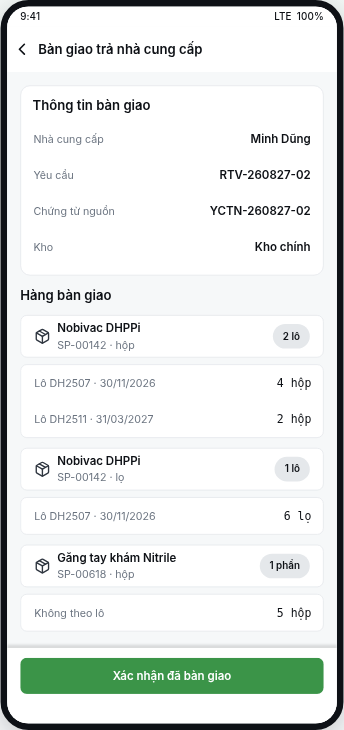 9:41 LTE 100%
Bàn giao trả nhà cung cấp
Thông tin bàn giao
Nhà cung cấp Minh Dũng
Yêu cầu RTV-260827-02
Chứng từ nguồn YCTN-260827-02
Kho Kho chính
Hàng bàn giao
Nobivac DHPPi 2 lô
SP-00142 · hộp
Lô DH2507 · 30/11/2026 4 hộp
Lô DH2511 · 31/03/2027 2 hộp
Nobivac DHPPi 1 lô
SP-00142 · lọ
Lô DH2507 · 30/11/2026 6 lọ
Găng tay khám Nitrile 1 phần
SP-00618 · hộp
Không theo lô 5 hộp
Xác nhận đã bàn giao